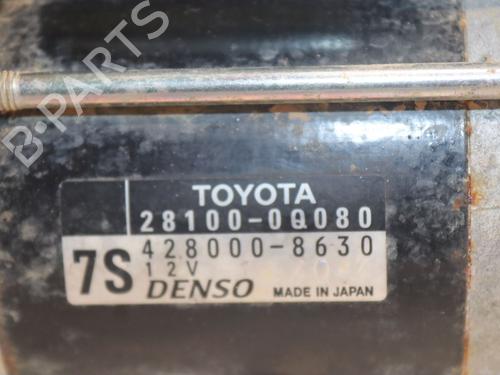 B-PARTS
TOYOTA
28100-0Q080
7S 428000-8630
12V
DENSO MADE IN JAPAN